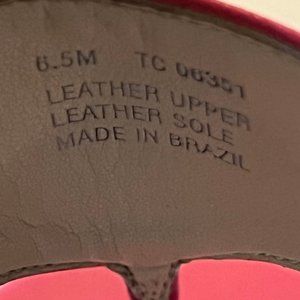 6.5M TC 06351
LEATHER UPPER
LEATHER SOLE
MADE IN BRAZIL